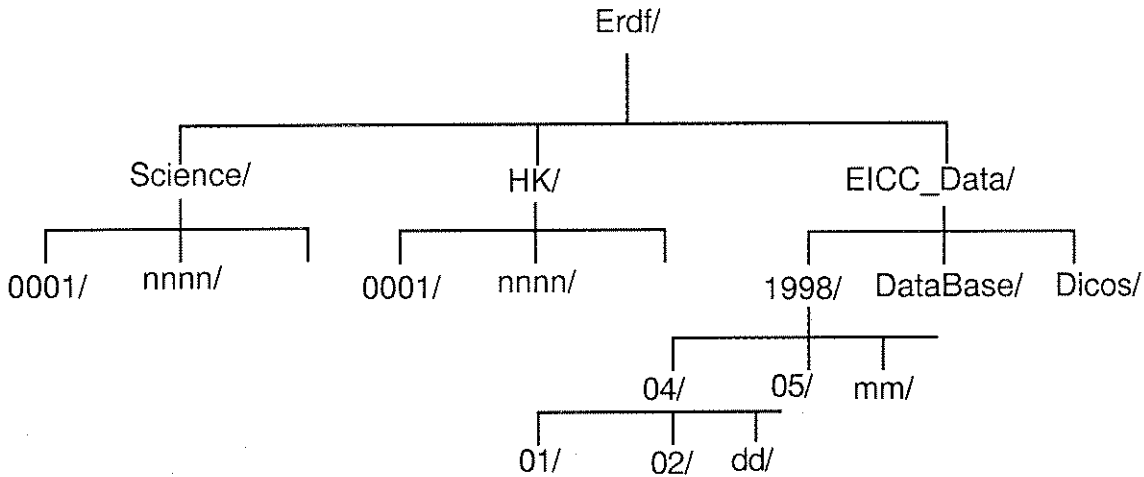 Erdf/
Science/ HK/ EICC_Data/
0001/ nnnn/ 0001/ nnnn/ 1998/ DataBase/ Dicos/
04/ 05/ mm/
01/ 02/ dd/